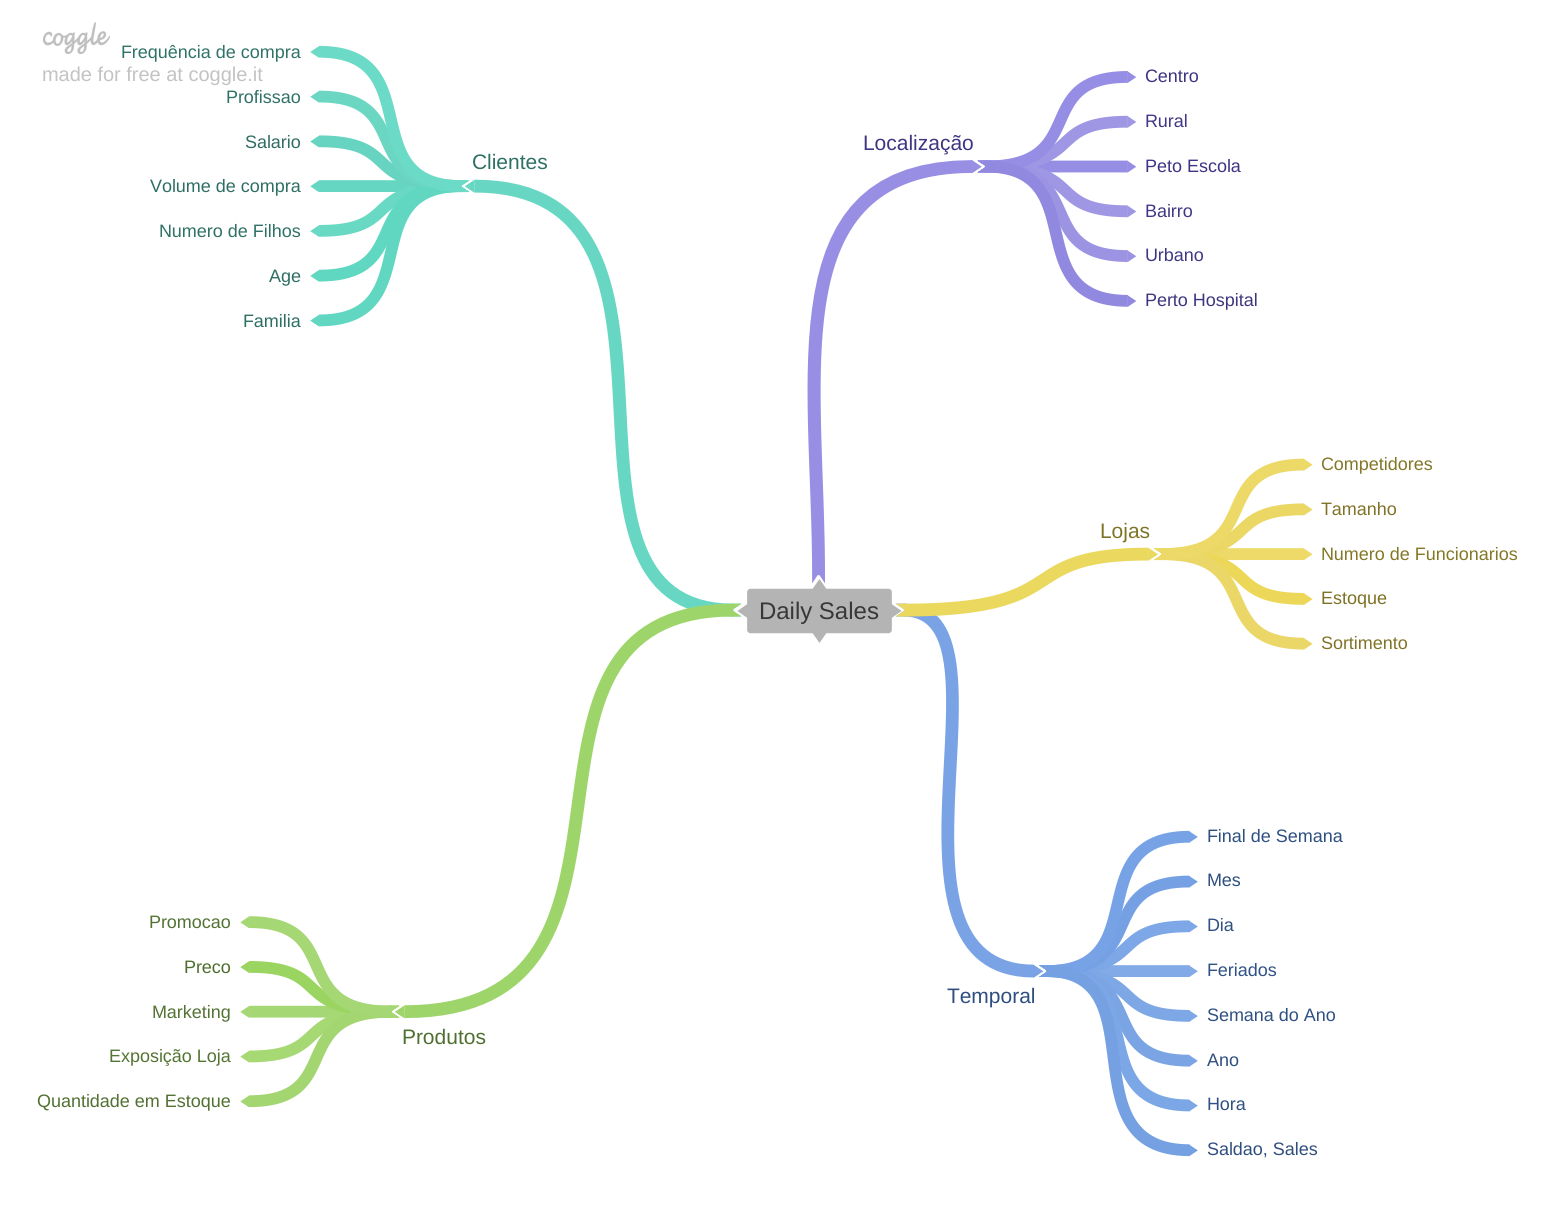 coggle
made for free at coggle.it
Frequência de compra
Profissao
Salario
Volume de compra
Numero de Filhos
Age
Familia
Clientes
Localização
Centro
Rural
Peto Escola
Bairro
Urbano
Perto Hospital
Lojas
Competidores
Tamanho
Numero de Funcionarios
Estoque
Sortimento
Daily Sales
Temporal
Final de Semana
Mes
Dia
Feriados
Semana do Ano
Ano
Hora
Saldao, Sales
Produtos
Promocao
Preco
Marketing
Exposição Loja
Quantidade em Estoque